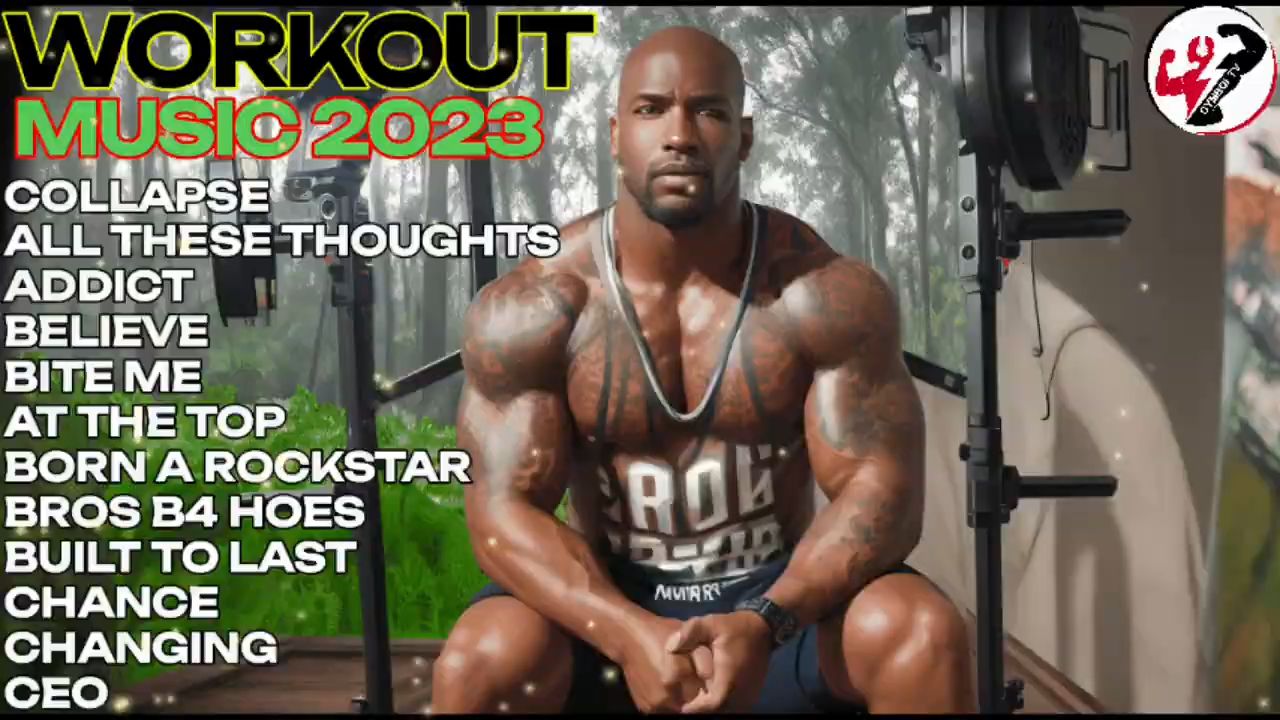 WORKOUT
MUSIC 2023
COLLAPSE
ALL THESE THOUGHTS
ADDICT
BELIEVE
BITE ME
AT THE TOP
BORN A ROCKSTAR
BROS B4 HOES
BUILT TO LAST
CHANCE
CHANGING
CEO